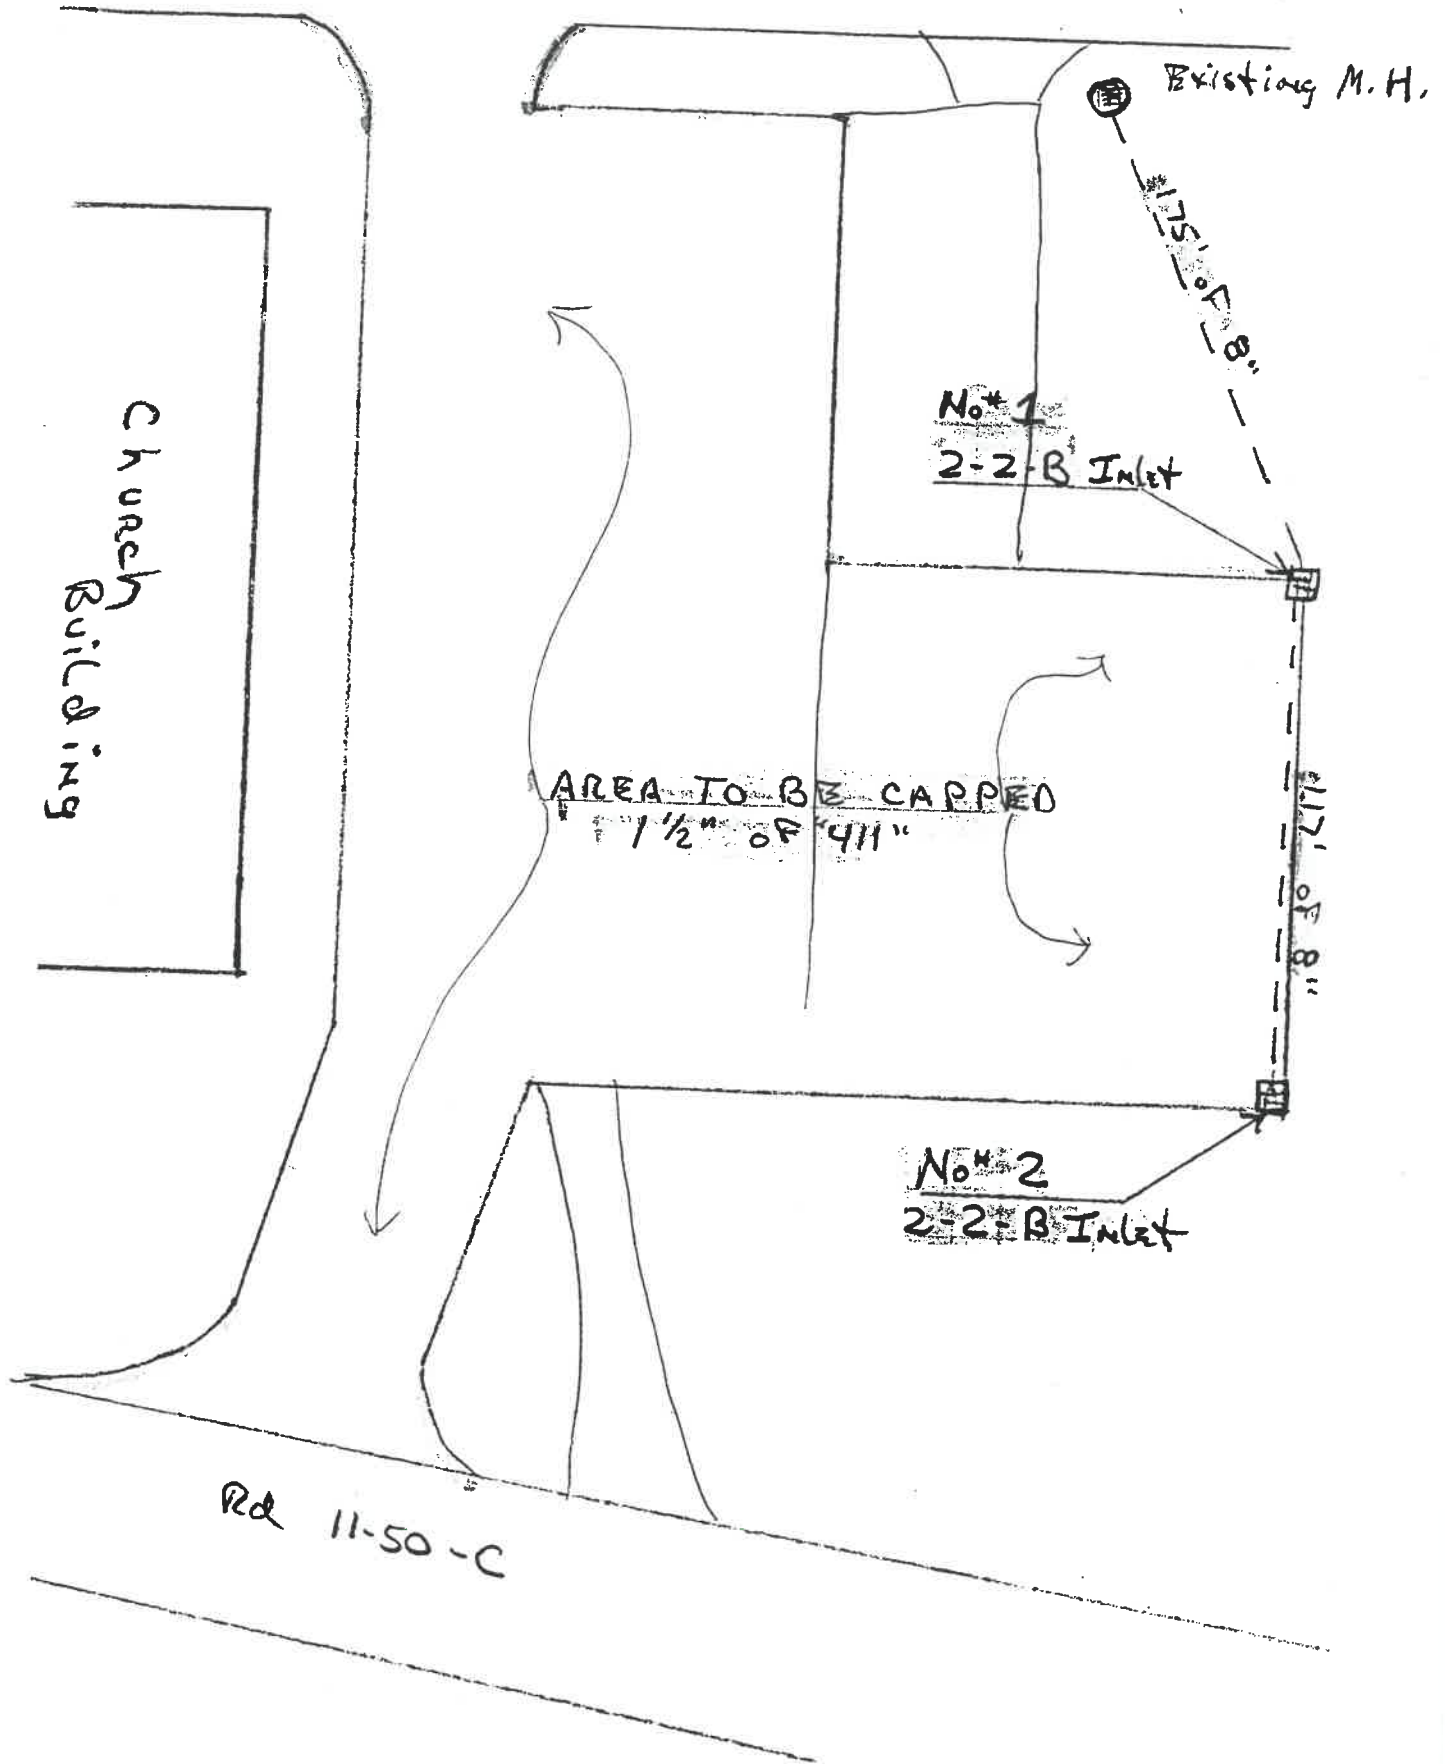 Existing M.H.
175' of 8"
No# 1
2-2-B Inlet
Church
Building
AREA TO BE CAPPED
1 1/2" OF "411"
117' of 8"
No# 2
2-2-B Inlet
Rd 11-50-C